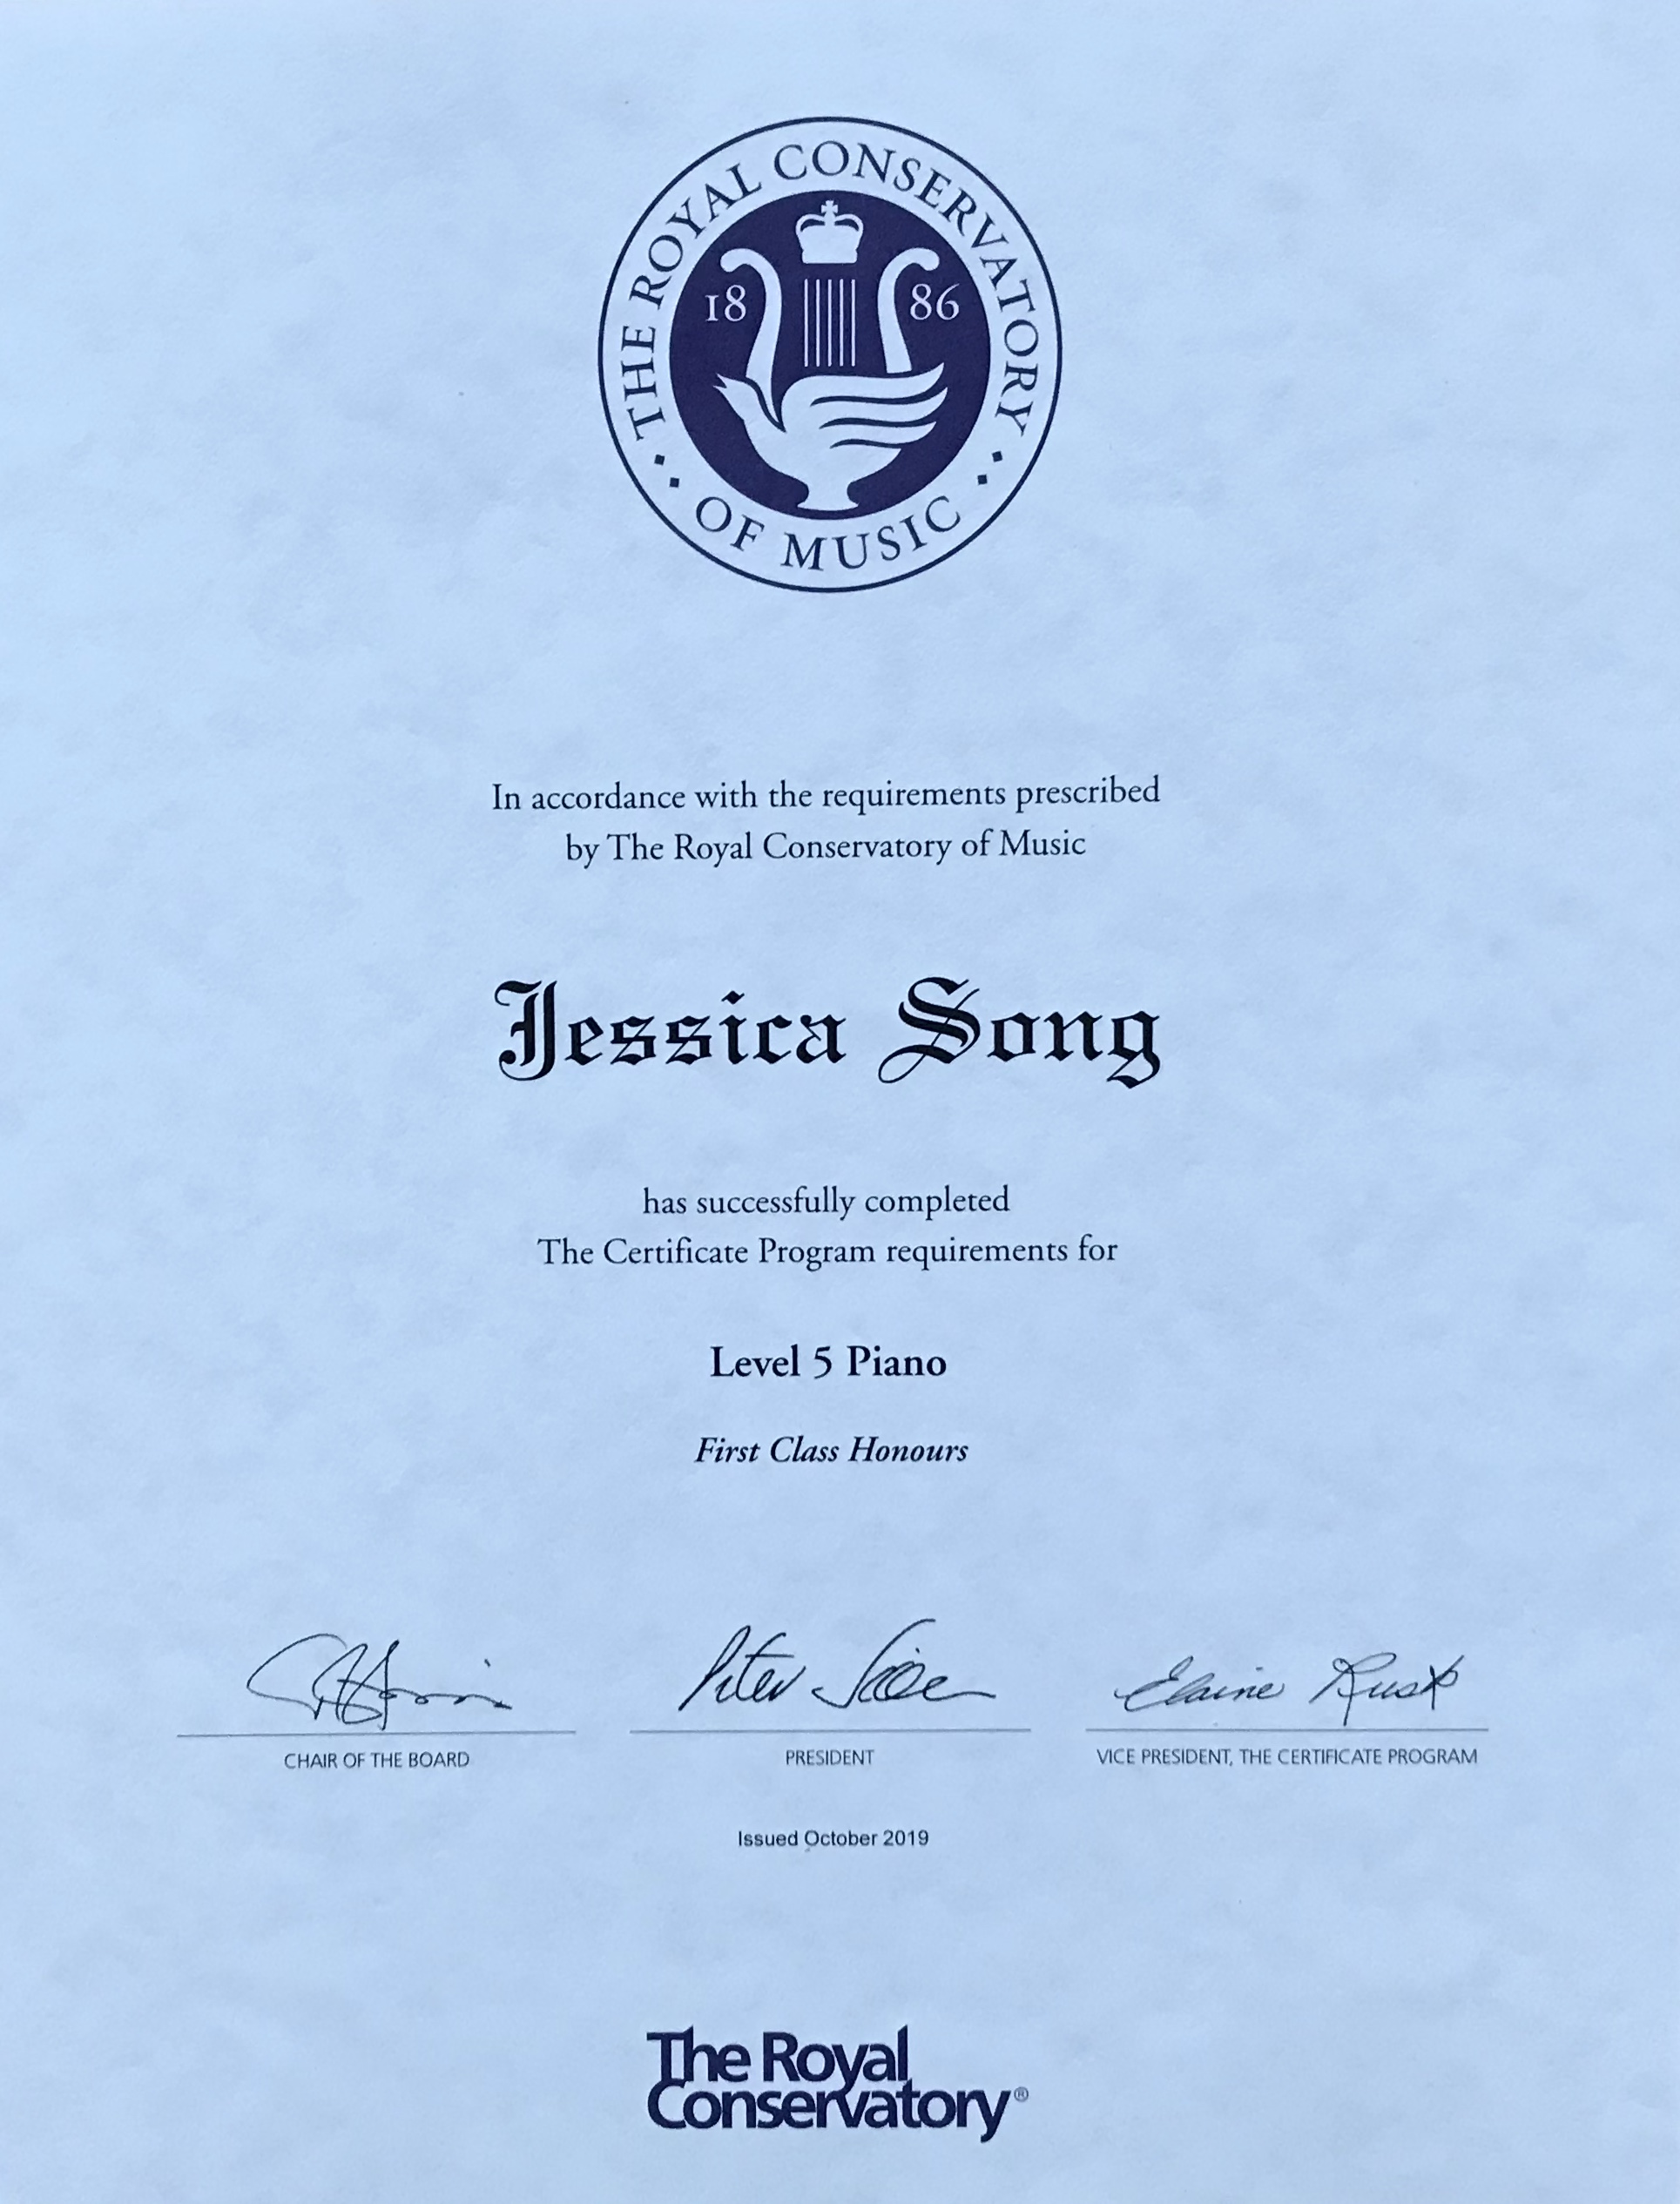 THE ROYAL CONSERVATORY
OF MUSIC
18 86
In accordance with the requirements prescribed
by The Royal Conservatory of Music
Jessica Song
has successfully completed
The Certificate Program requirements for
Level 5 Piano
First Class Honours
Peter Simon Elaine Rusk
CHAIR OF THE BOARD PRESIDENT VICE PRESIDENT, THE CERTIFICATE PROGRAM
Issued October 2019
The Royal
Conservatory®